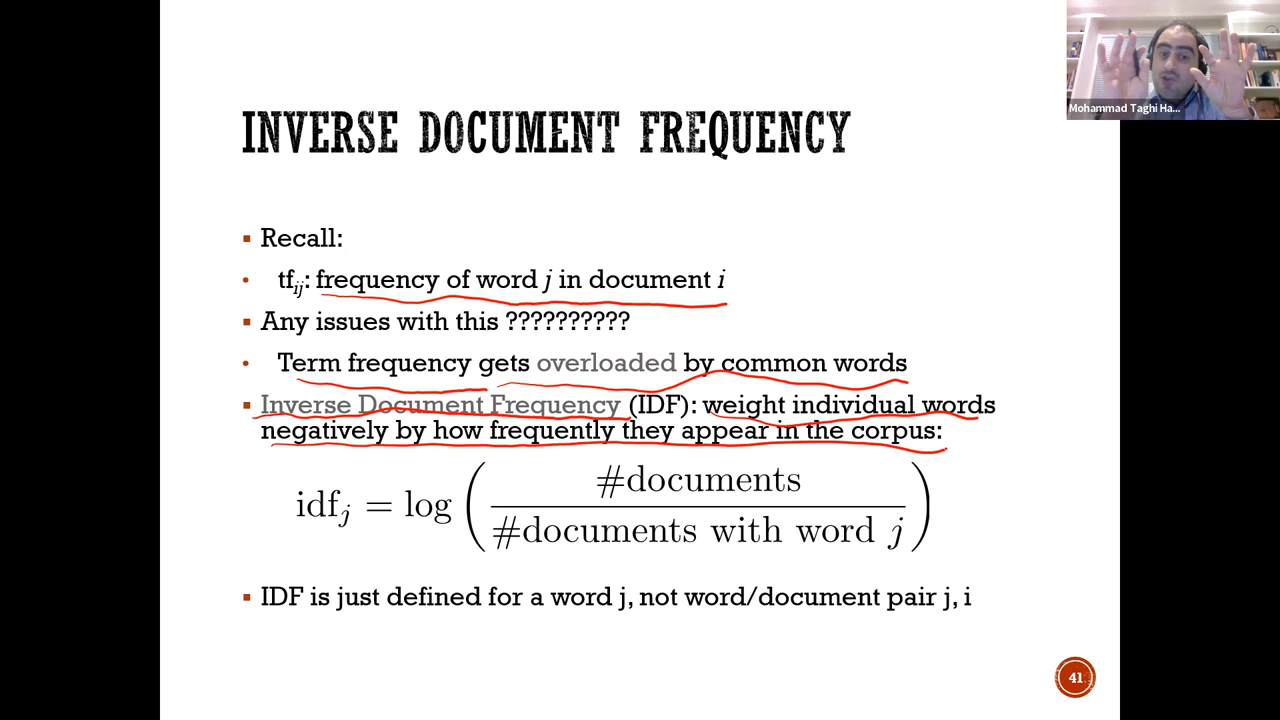 Mohammad Taghi Ha...
INVERSE DOCUMENT FREQUENCY
▪ Recall:
• tf_ij: frequency of word j in document i
▪ Any issues with this ??????????
• Term frequency gets overloaded by common words
▪ Inverse Document Frequency (IDF): weight individual words
negatively by how frequently they appear in the corpus:
idf_j = log ( #documents / #documents with word j )
▪ IDF is just defined for a word j, not word/document pair j, i
41